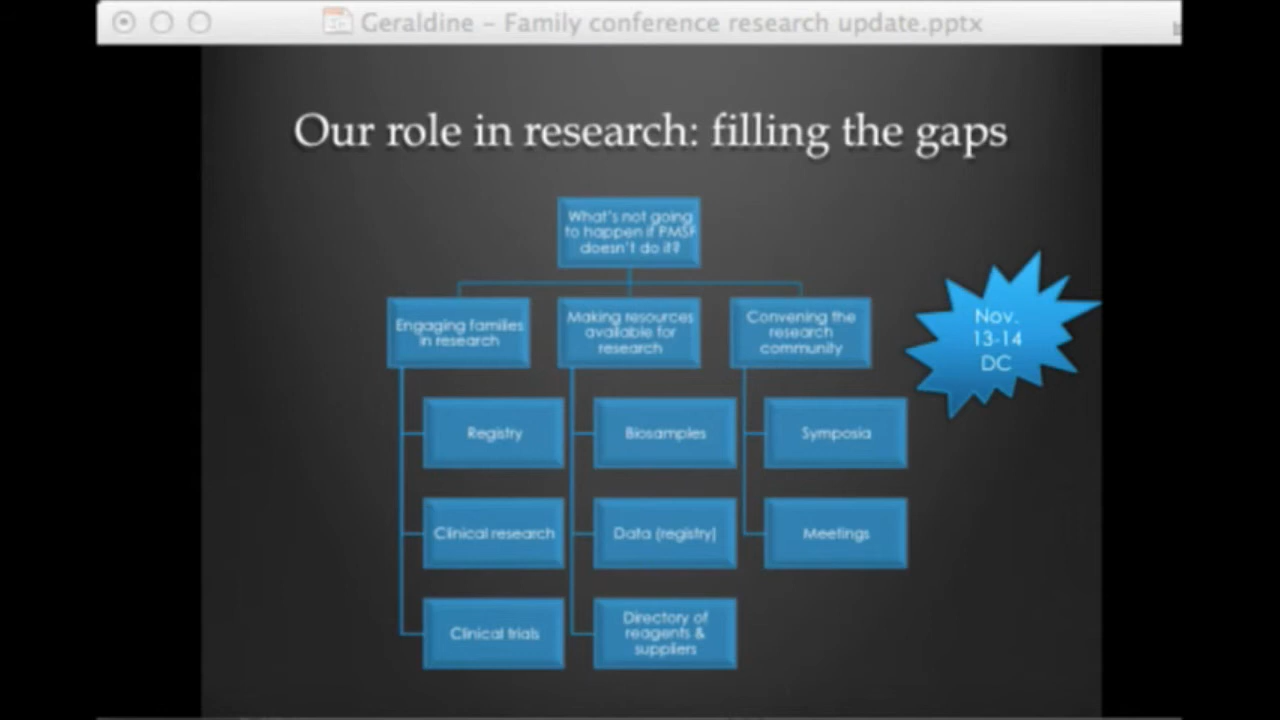 Geraldine – Family conference research update.pptx
Our role in research: filling the gaps
What's not going
to happen if PMSF
doesn't do it?
Engaging families
in research
Making resources
available for
research
Convening the
research
community
Nov.
13-14
DC
Registry
Biosamples
Symposia
Clinical research
Data (registry)
Meetings
Clinical trials
Directory of
reagents &
suppliers